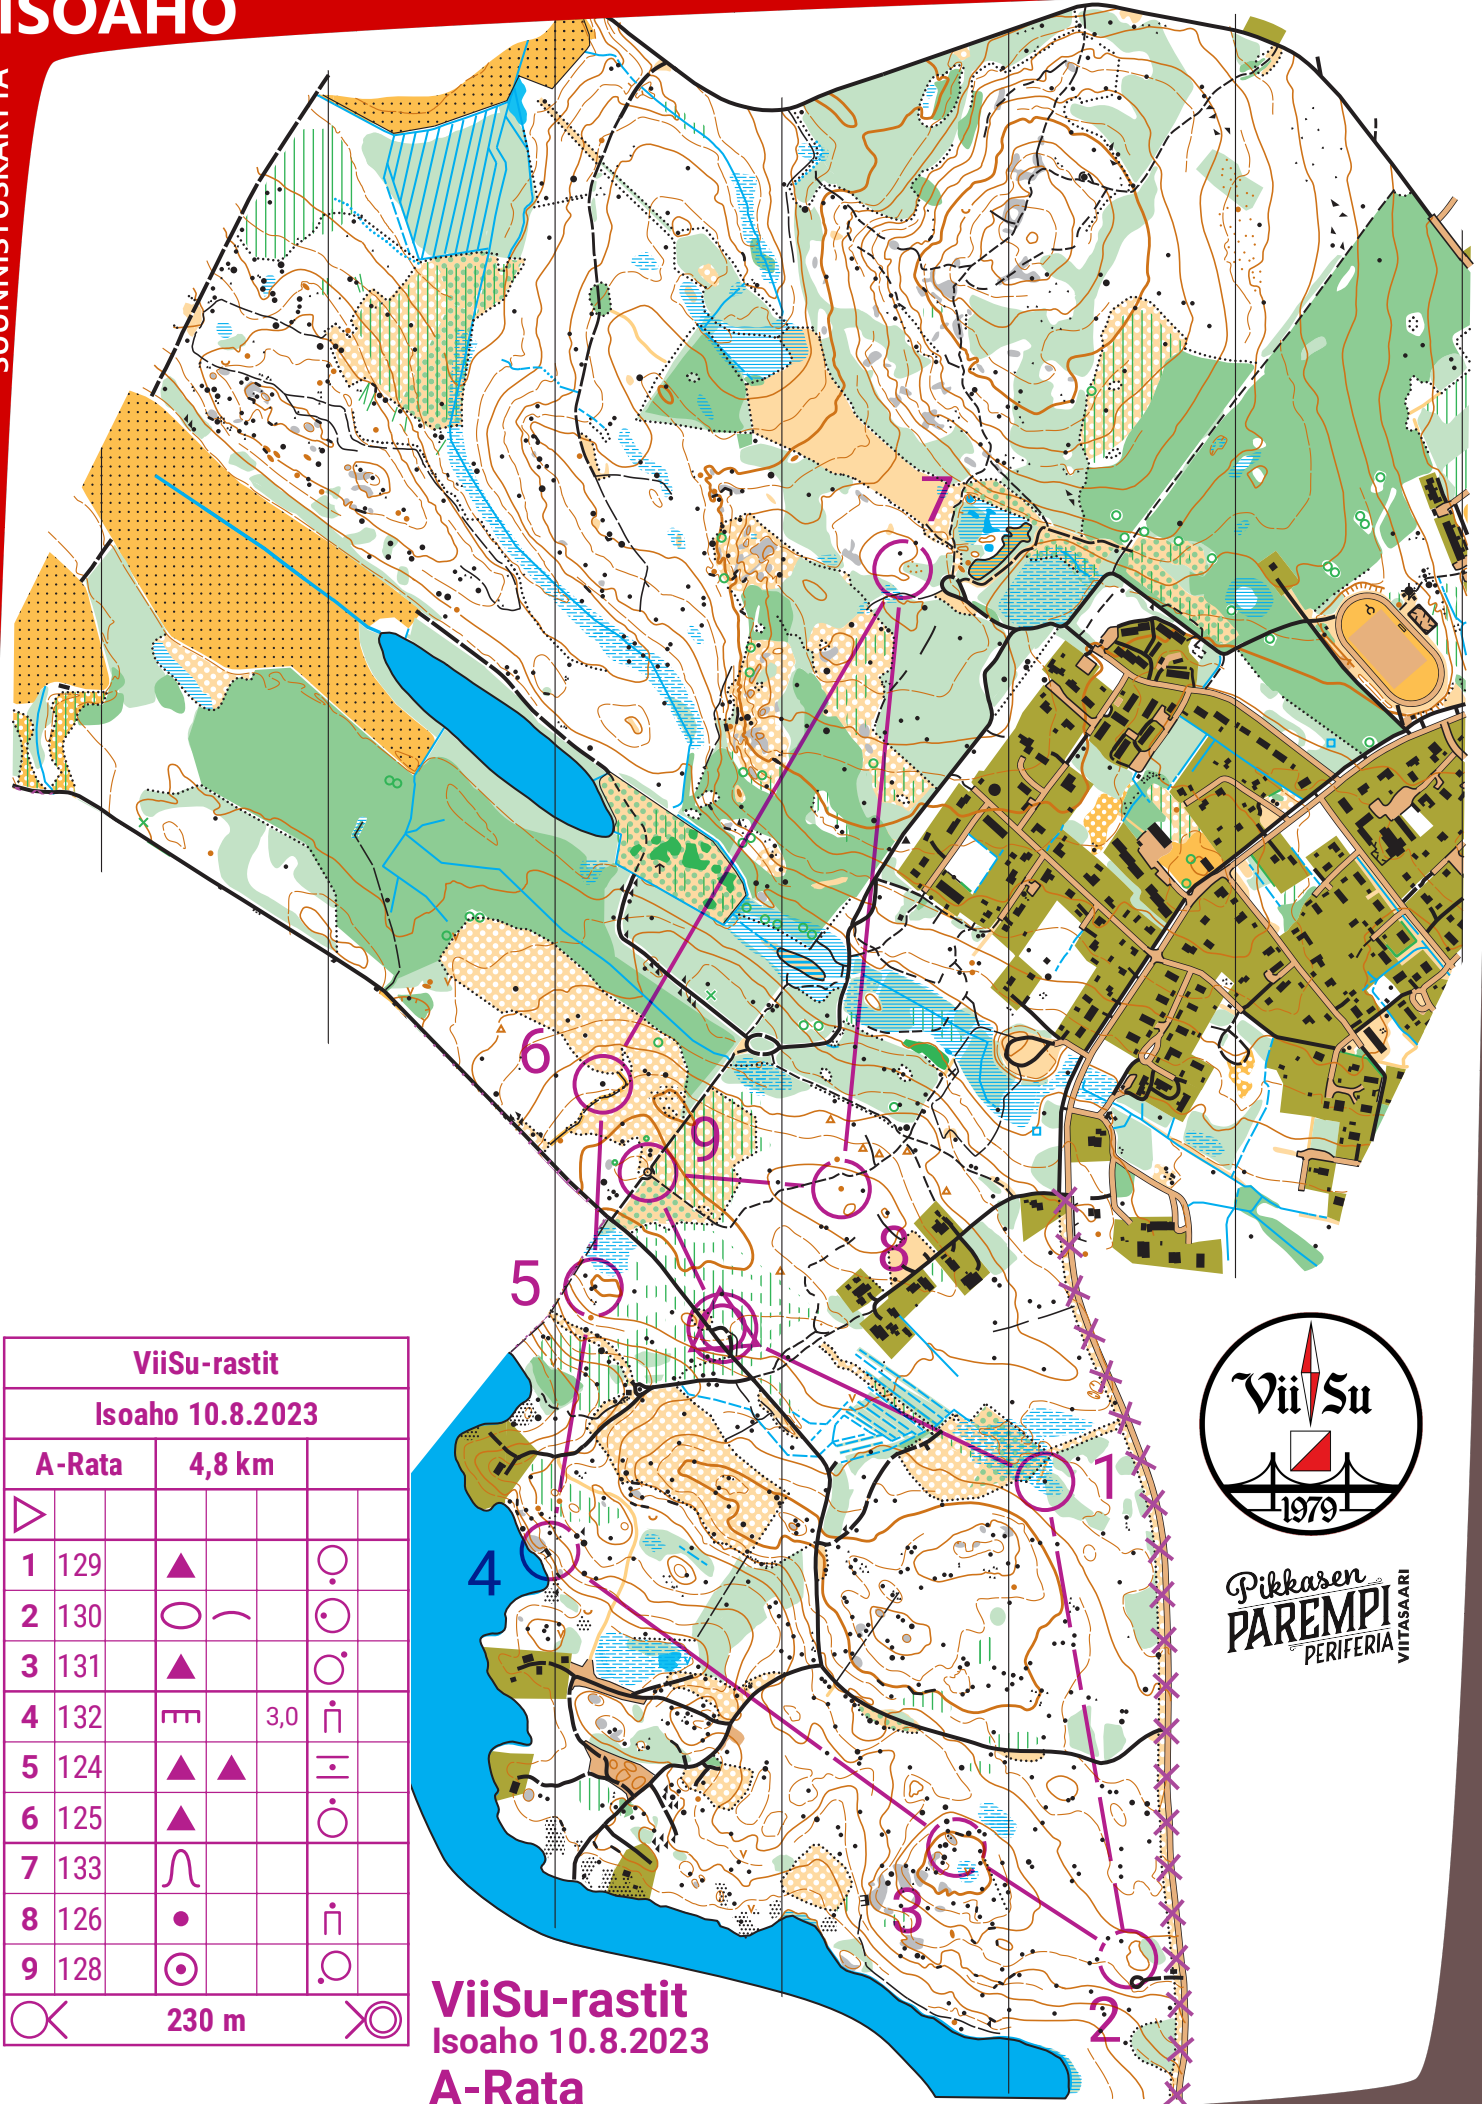 ISOAHO
SUUNNISTUSKARTTA
7
6
9
8
5
1
4
3
2
ViiSu-rastit
Isoaho 10.8.2023
A-Rata 4,8 km
1 129
2 130
3 131
4 132 3,0
5 124
6 125
7 133
8 126
9 128
230 m
Vii Su
1979
Pikkasen
PAREMPI
PERIFERIA
VIITASAARI
ViiSu-rastit
Isoaho 10.8.2023
A-Rata